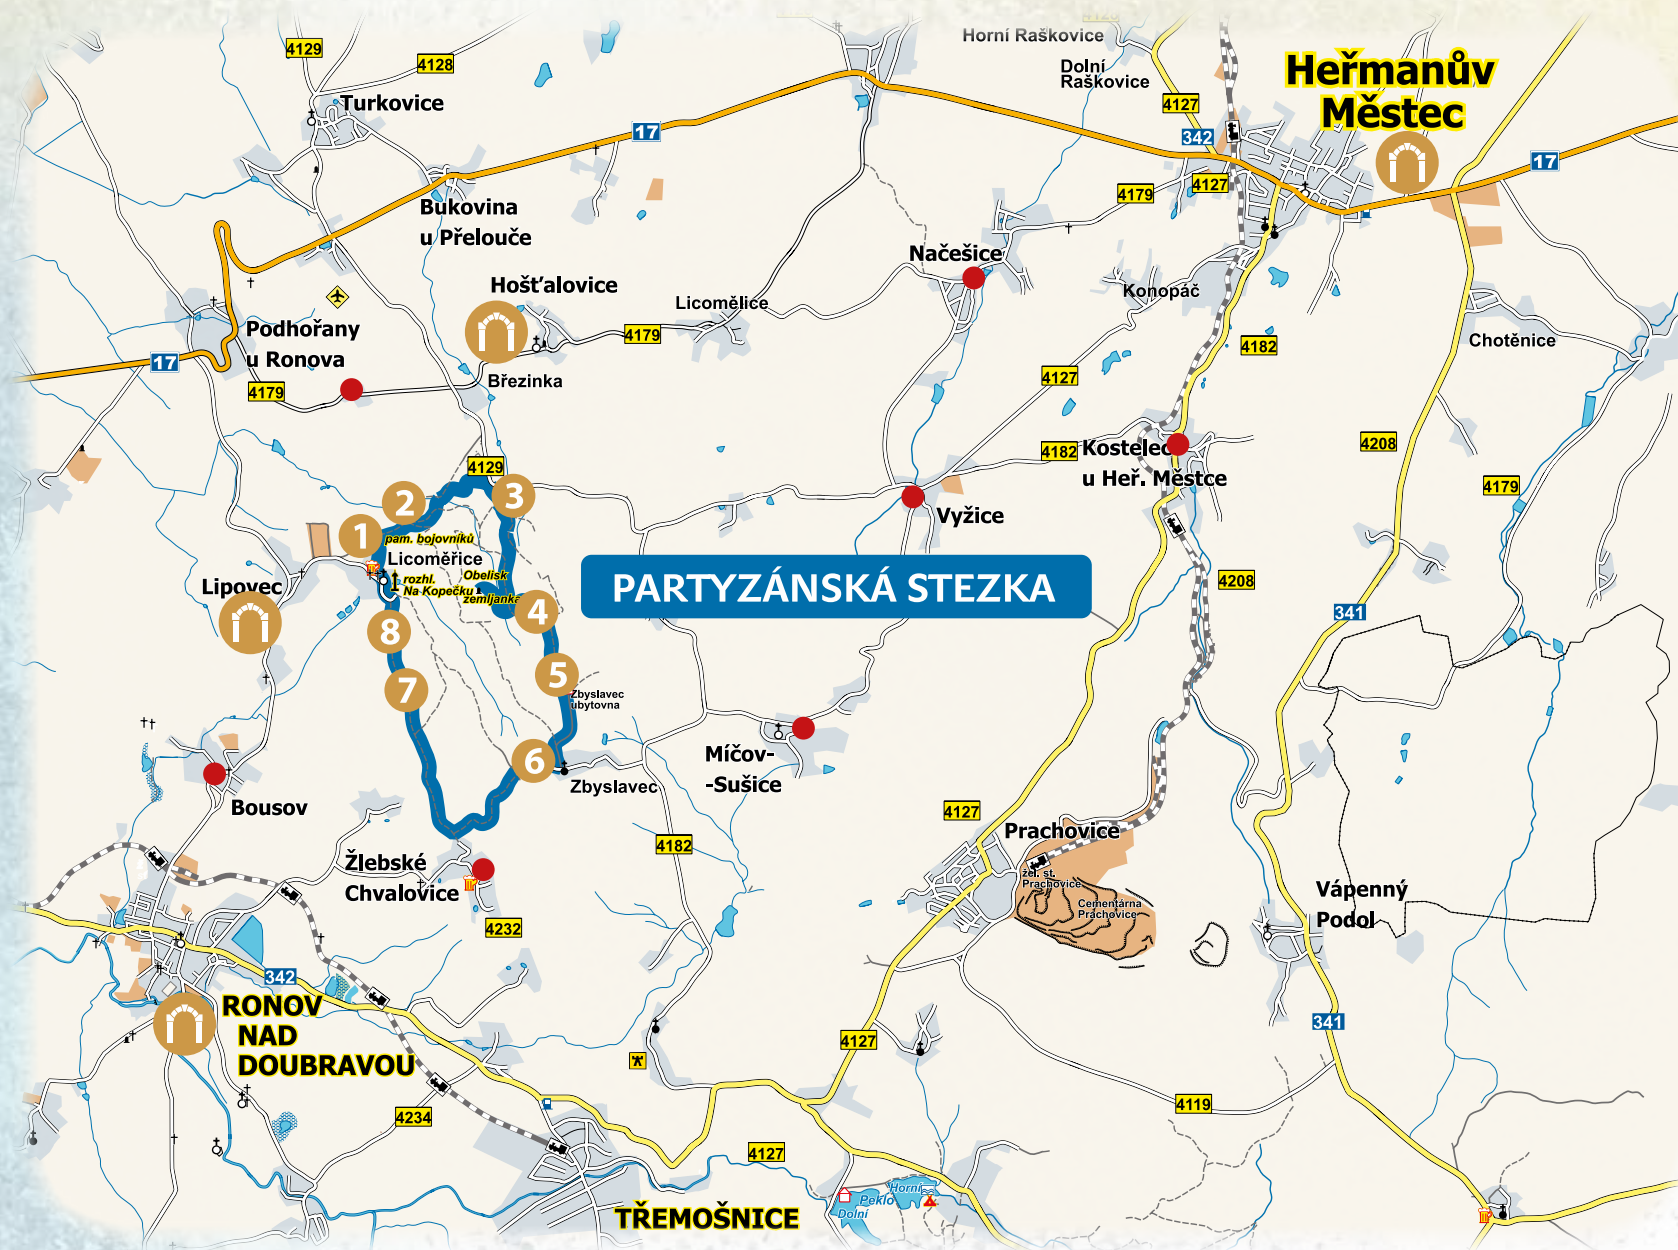 4129
4128
4128
Horní Raškovice
Dolní
Raškovice
Heřmanův
Městec
4127
342
17
17
Turkovice
4179
4127
Bukovina
u Přelouče
Načešice
Hošťalovice
Licomělice
Konopáč
Podhořany
u Ronova
4179
4182
Chotěnice
17
4179
Březinka
4127
4129
4182
Kostelec
u Heř. Městce
4208
4179
1
2
3
pam. bojovníků
Vyžice
Licoměřice
Lipovec
rozhl.
Na Kopečku
Obelisk
zemljanka
PARTYZÁNSKÁ STEZKA
4208
341
4
8
5
7
Zbyslavec
ubytovna
6
Zbyslavec
Míčov-
-Sušice
Bousov
4127
Prachovice
4182
žel. st.
Prachovice
Cementárna
Prachovice
Žlebské
Chvalovice
Vápenný
Podol
4232
342
RONOV
NAD
DOUBRAVOU
341
4127
4234
4119
4127
Horní
Peklo
Dolní
TŘEMOŠNICE